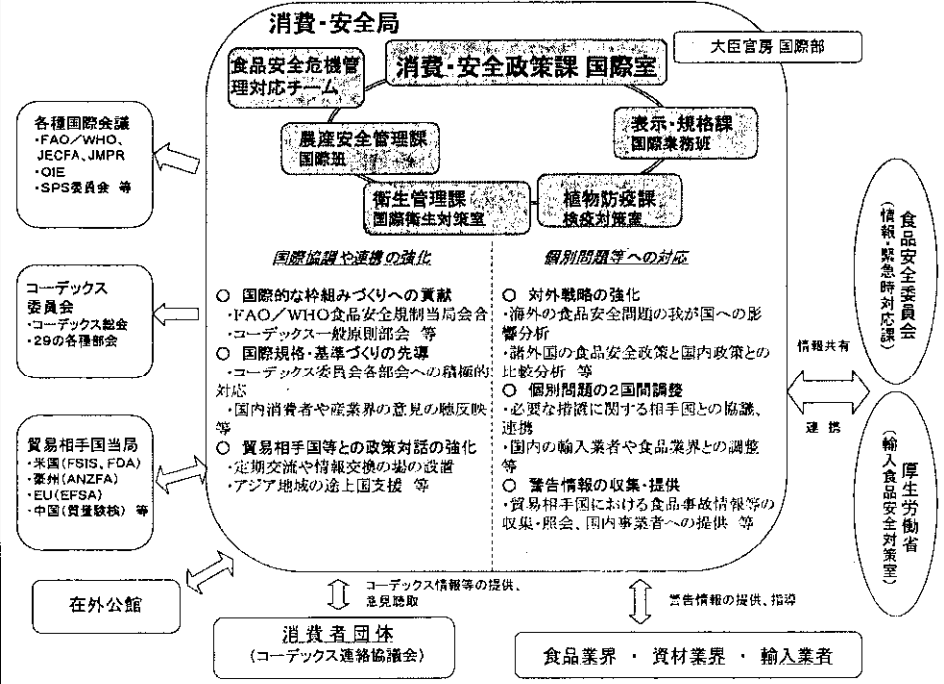 消費・安全局
大臣官房 国際部
食品安全危機管
理対応チーム
消費・安全政策課 国際室
農産安全管理課
国際班
表示・規格課
国際業務班
衛生管理課
国際衛生対策室
植物防疫課
検疫対策室
各種国際会議
・FAO/WHO、
JECFA、JMPR
・OIE
・SPS委員会 等
コーデックス
委員会
・コーデックス総会
・29の各種部会
貿易相手国当局
・米国(FSIS、FDA)
・豪州(ANZFA)
・EU(EFSA)
・中国(質量験検) 等
在外公館
国際協議や連携の強化
○ 国際的な枠組みづくりへの貢献
・FAO/WHO食品安全規制当局会合
・コーデックス一般原則部会 等
○ 国際規格・基準づくりの先導
・コーデックス委員会各部会への積極的
対応
・国内消費者や産業界の意見の聴反映
等
○ 貿易相手国等との政策対話の強化
・定期交流や情報交換の場の設置
・アジア地域の途上国支援 等
個別問題等への対応
○ 対外戦略の強化
・海外の食品安全問題の我が国への影
響分析
・諸外国の食品安全政策と国内政策との
比較分析 等
○ 個別問題の2国間調整
・必要な措置に関する相手国との協議、
連携
・国内の輸入業者や食品業界との調整
等
○ 警告情報の収集・提供
・貿易相手国における食品事故情報等の
収集・照会、国内事業者への提供 等
情報共有
連 携
食品安全委員会
(情報・緊急時対応課)
厚生労働省
(輸入食品安全対策室)
コーデックス情報等の提供、
意見聴取
警告情報の提供、指導
消費者団体
(コーデックス連絡協議会)
食品業界 ・ 資材業界 ・ 輸入業者